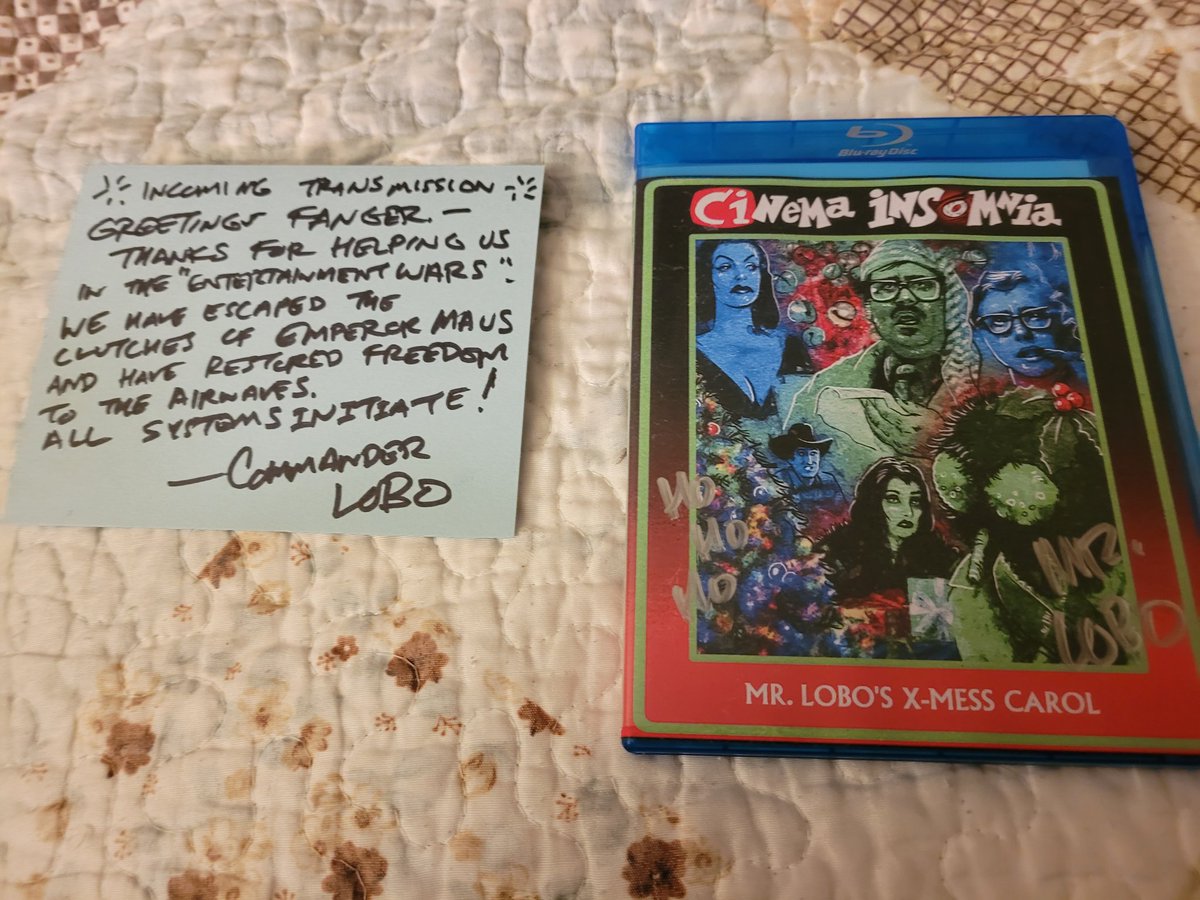 INCOMING TRANSMISSION
GREETINGS FANGER. —
THANKS FOR HELPING US
IN THE "ENTERTAINMENT WARS".
WE HAVE ESCAPED THE
CLUTCHES OF EMPEROR MAUS
AND HAVE RESTORED FREEDOM
TO THE AIRWAVES.
ALL SYSTEMS INITIATE!
— COMMANDER
LOBO
Blu-ray Disc
CiNeMa iNSOMNia
HO
HO
HO
MR.
LOBO
MR. LOBO'S X-MESS CAROL